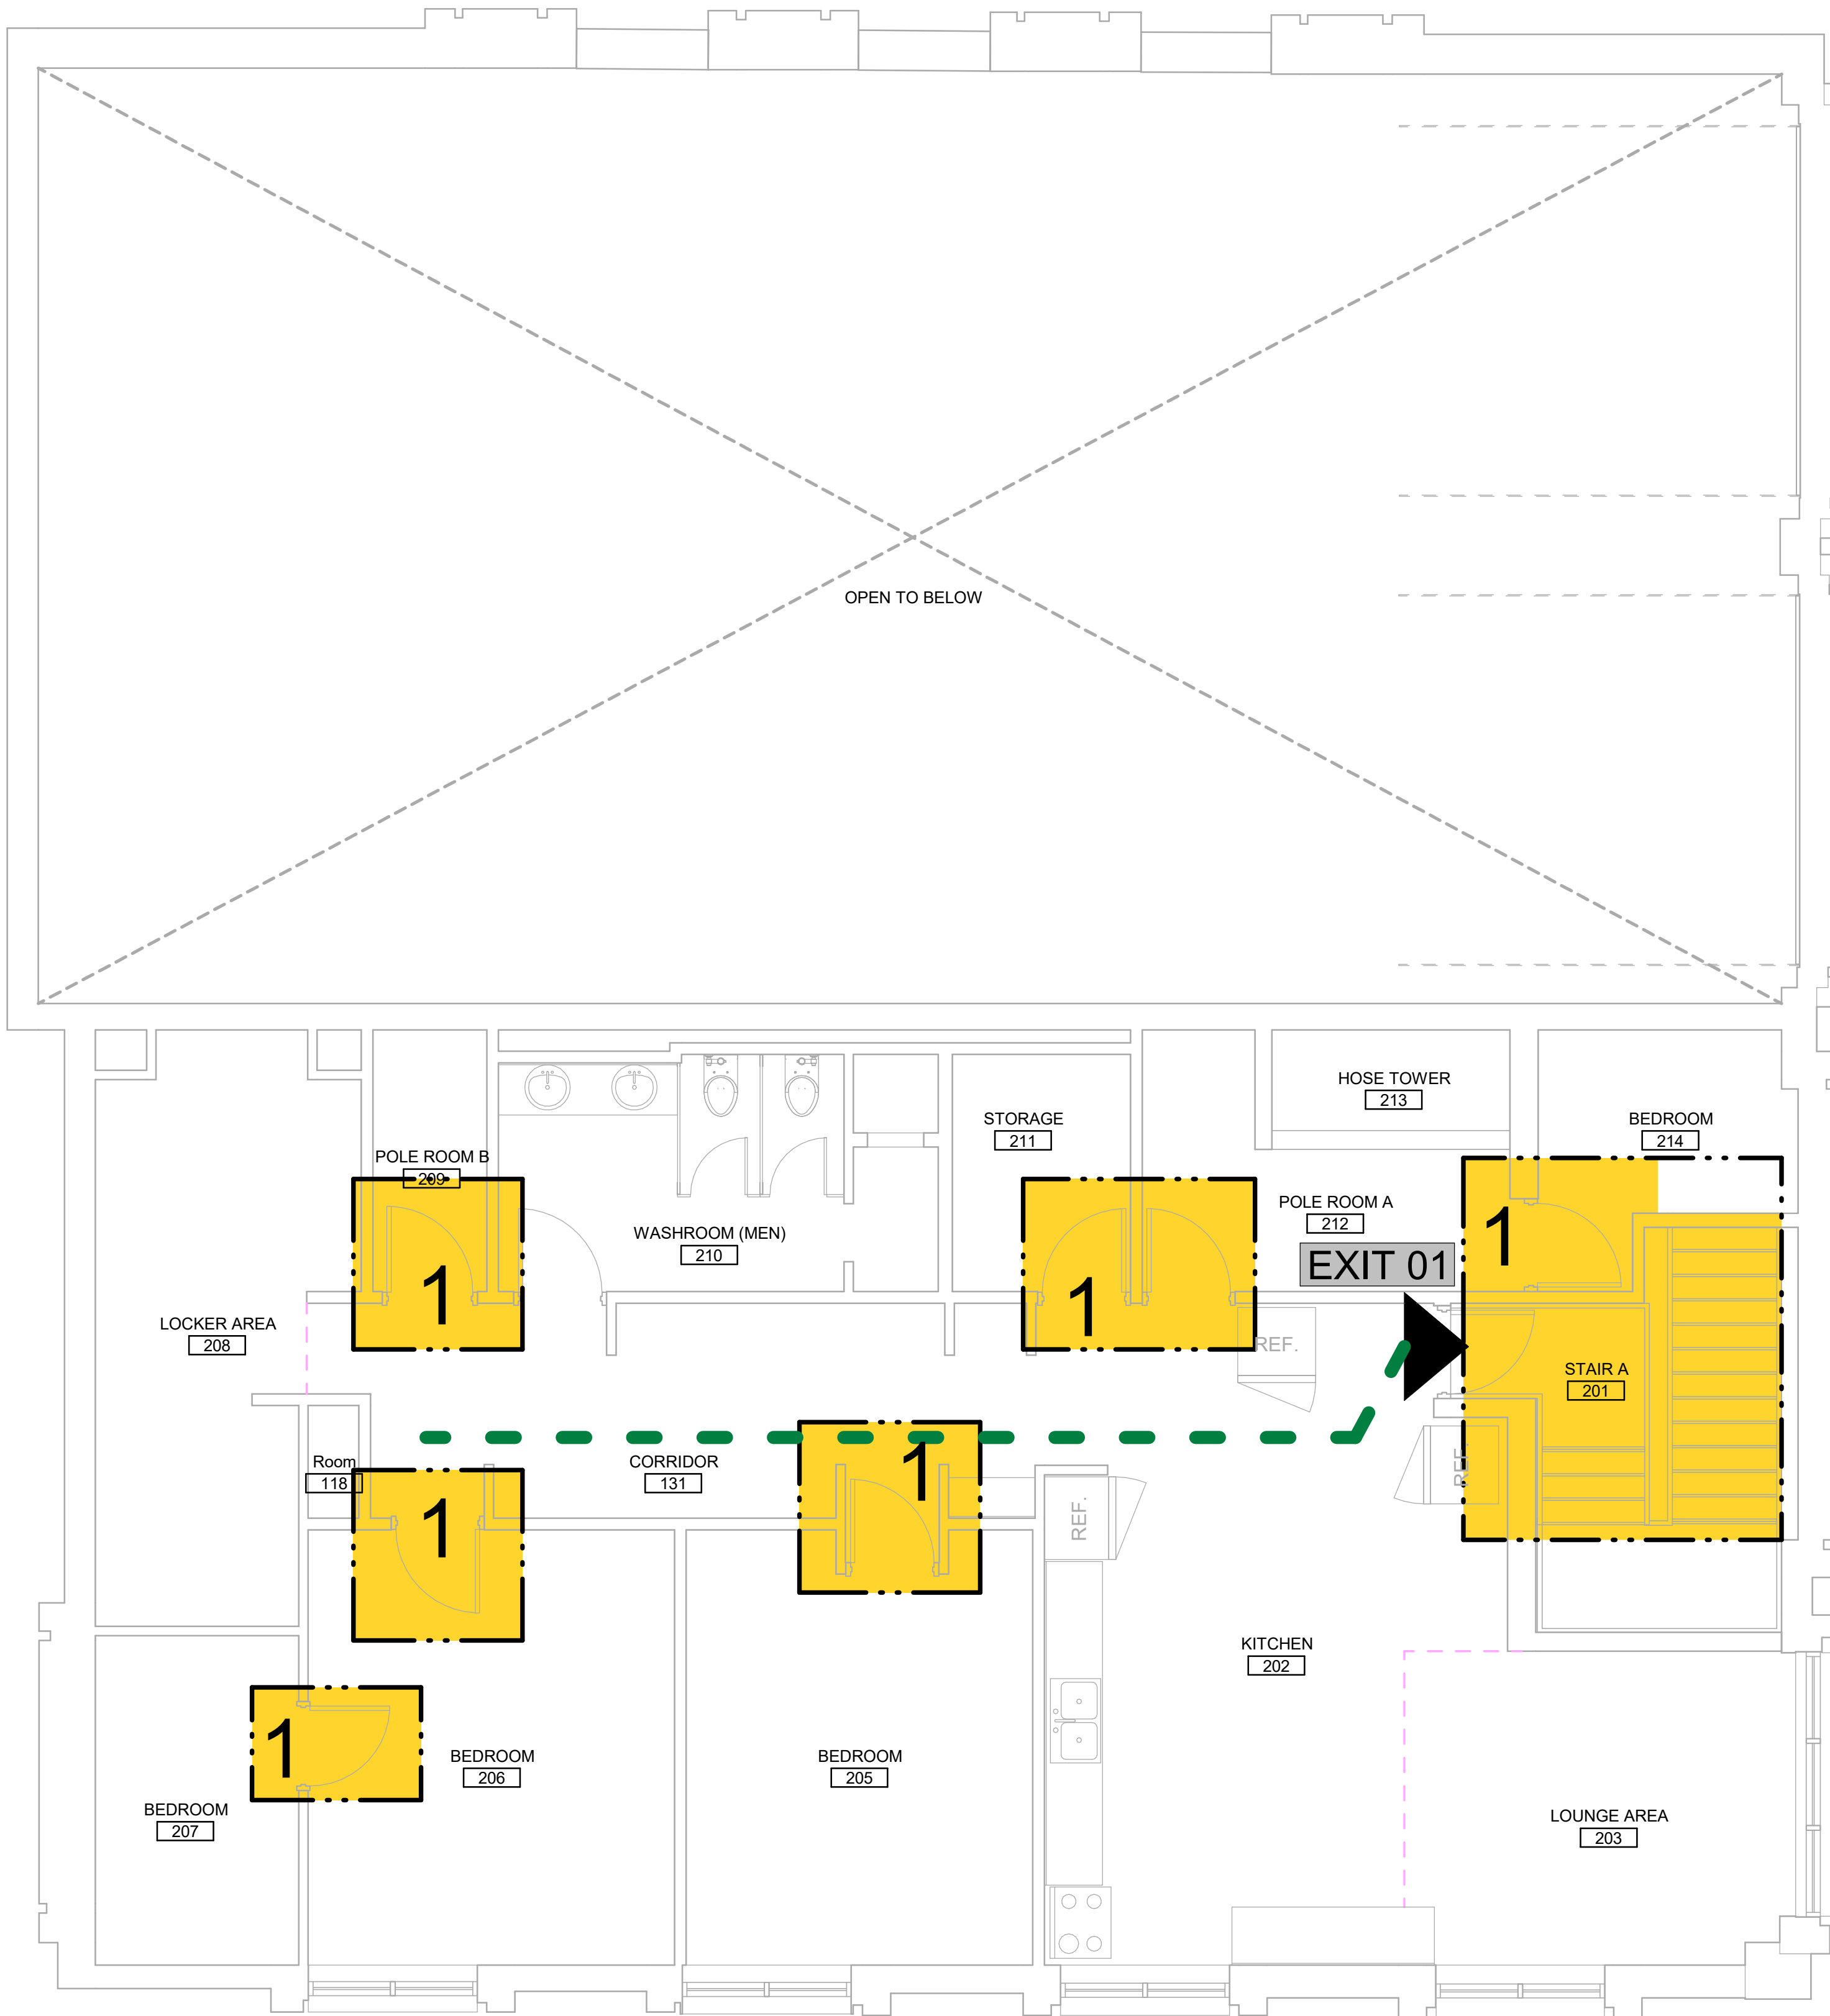 OPEN TO BELOW
HOSE TOWER
213
STORAGE
211
BEDROOM
214
POLE ROOM B
209
POLE ROOM A
212
WASHROOM (MEN)
210
1
EXIT 01
1
1
LOCKER AREA
208
REF.
STAIR A
201
Room
118
CORRIDOR
131
1
REF.
1
REF.
KITCHEN
202
1
BEDROOM
206
BEDROOM
205
BEDROOM
207
LOUNGE AREA
203